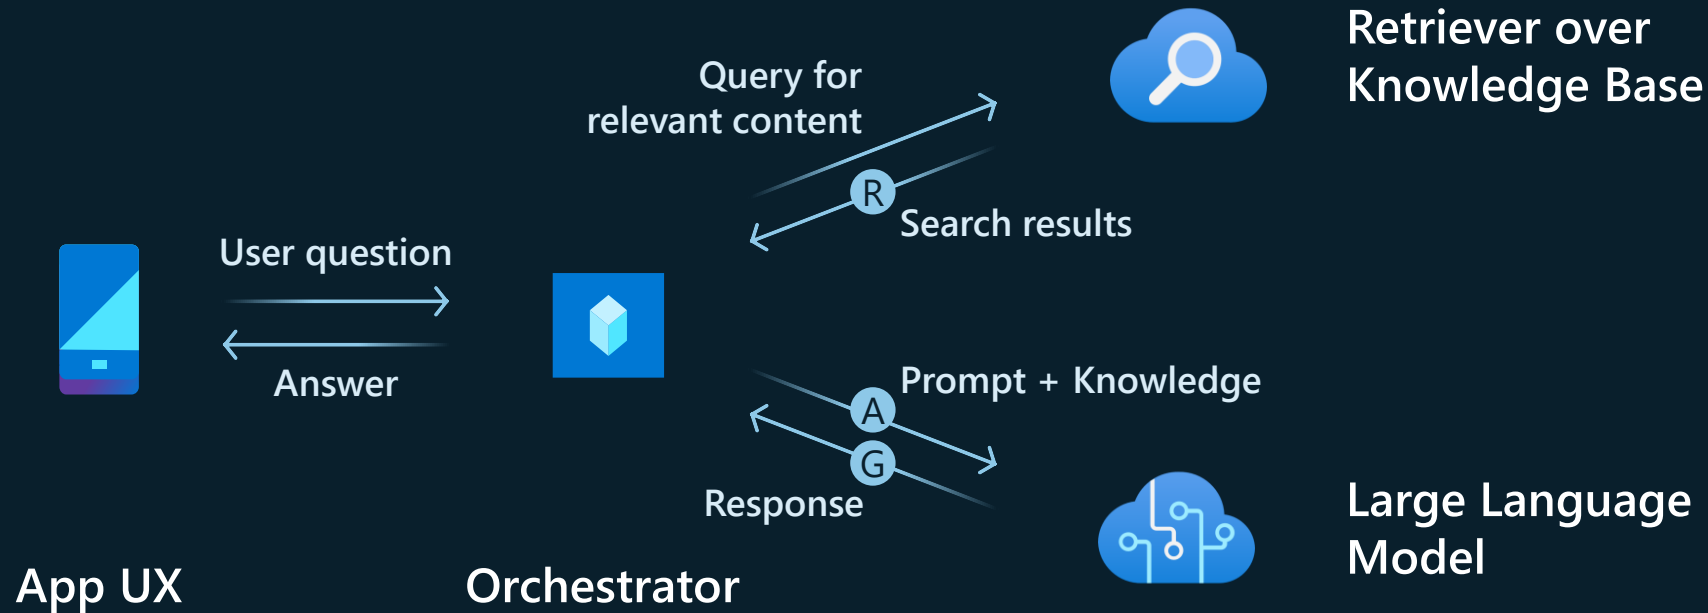 Retriever over
Knowledge Base
Query for
relevant content
R
Search results
User question
Answer
Prompt + Knowledge
A
G
Response
Large Language
Model
App UX
Orchestrator